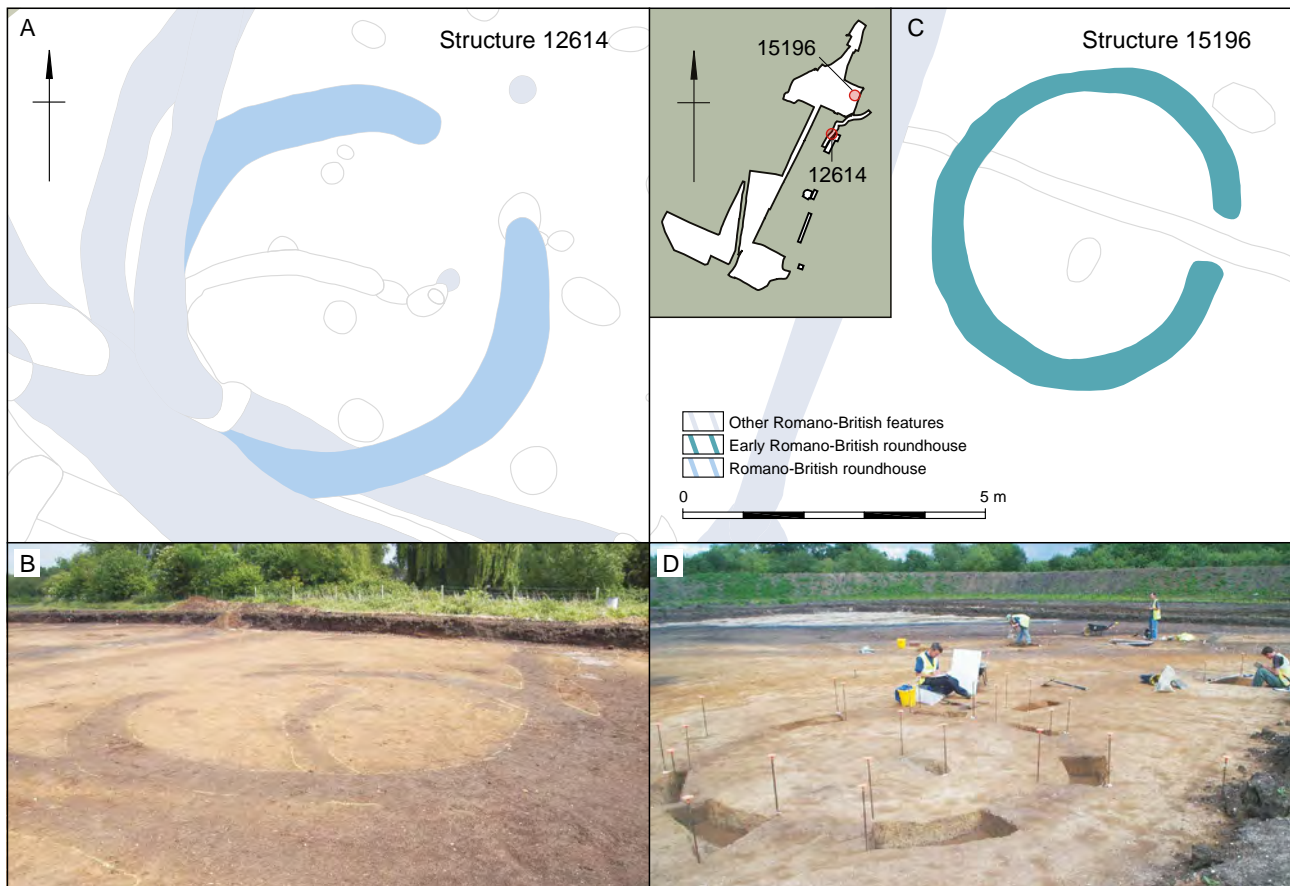 A
Structure 12614
15196
12614
C
Structure 15196
Other Romano-British features
Early Romano-British roundhouse
Romano-British roundhouse
0
5 m
B
D